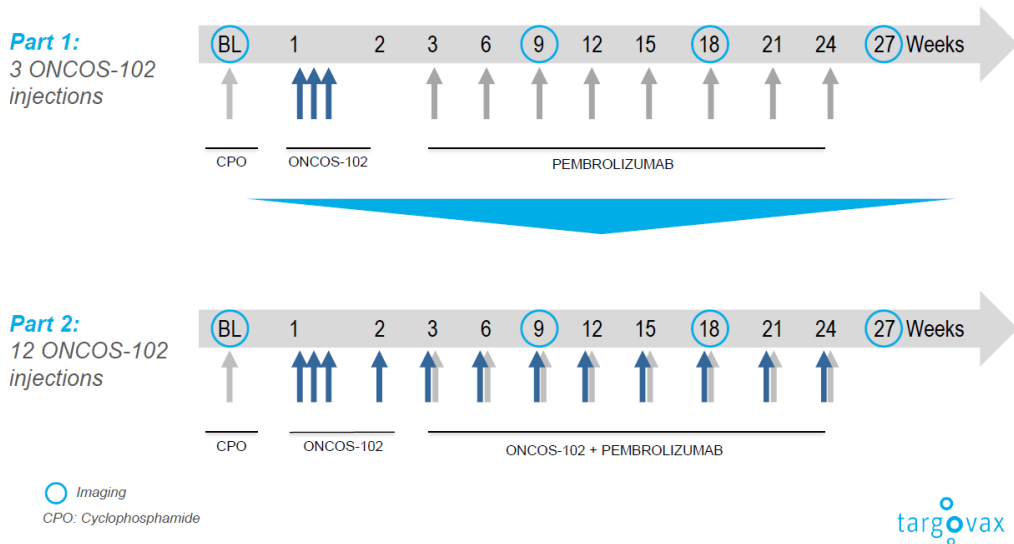 Part 1:
3 ONCOS-102
injections
BL 1 2 3 6 9 12 15 18 21 24 27 Weeks
CPO ONCOS-102 PEMBROLIZUMAB
Part 2:
12 ONCOS-102
injections
BL 1 2 3 6 9 12 15 18 21 24 27 Weeks
CPO ONCOS-102 ONCOS-102 + PEMBROLIZUMAB
Imaging
CPO: Cyclophosphamide
targovax